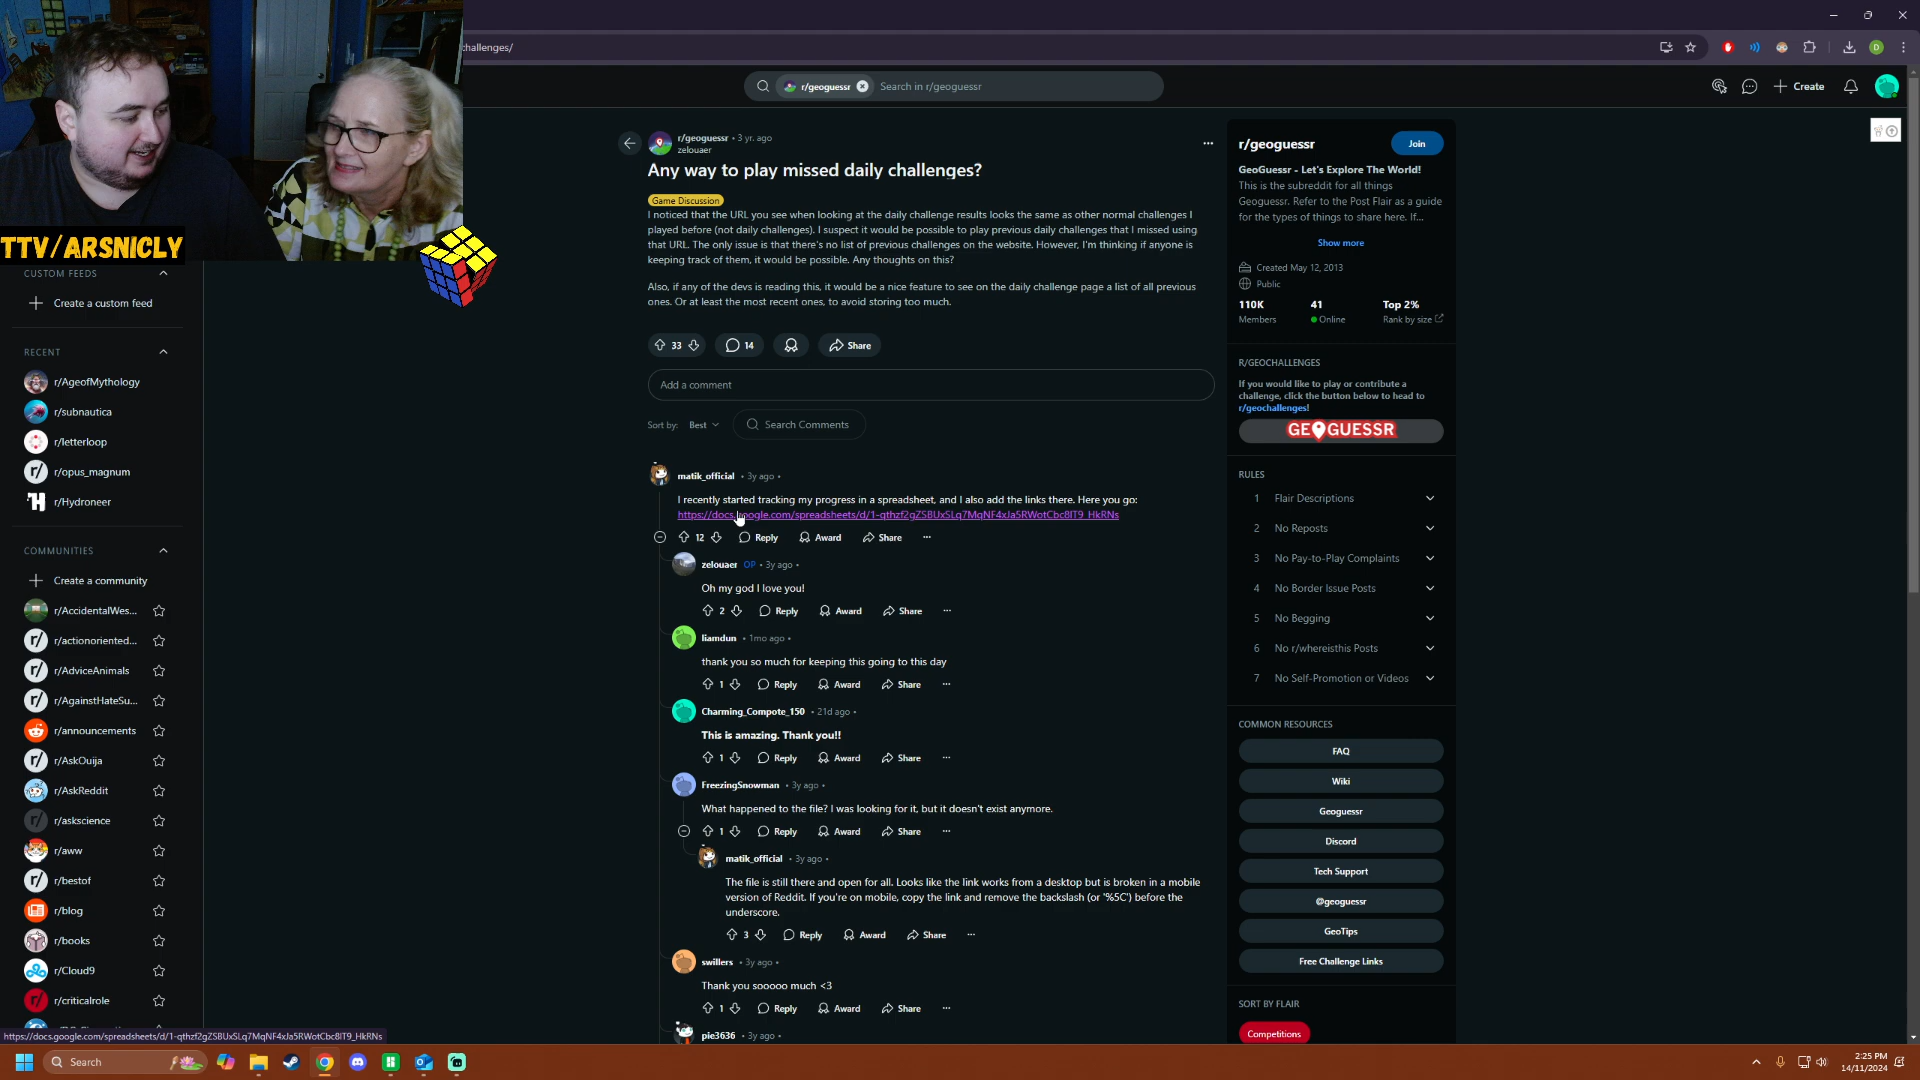 challenges/
r/geoguessr
Search in r/geoguessr
Create
r/geoguessr • 3 yr. ago
zelouaer
Any way to play missed daily challenges?
Game Discussion
I noticed that the URL you see when looking at the daily challenge results looks the same as other normal challenges I
played before (not daily challenges). I suspect it would be possible to play previous daily challenges that I missed using
that URL. The only issue is that there's no list of previous challenges on the website. However, I'm thinking if anyone is
keeping track of them, it would be possible. Any thoughts on this?
Also, if any of the devs is reading this, it would be a nice feature to see on the daily challenge page a list of all previous
ones. Or at least the most recent ones, to avoid storing too much.
33
14
Share
Add a comment
Sort by: Best
Search Comments
matik_official • 3y ago •
I recently started tracking my progress in a spreadsheet, and I also add the links there. Here you go:
https://docs.google.com/spreadsheets/d/1-qthzf2gZSBUxSLq7MqNF4xJa5RWotCbc8IT9_HkRNs
12 Reply Award Share
zelouaer OP • 3y ago •
Oh my god I love you!
2 Reply Award Share
liamdun • 1mo ago •
thank you so much for keeping this going to this day
1 Reply Award Share
Charming_Compote_150 • 21d ago •
This is amazing. Thank you!!
1 Reply Award Share
FreezingSnowman • 3y ago •
What happened to the file? I was looking for it, but it doesn't exist anymore.
1 Reply Award Share
matik_official • 3y ago •
The file is still there and open for all. Looks like the link works from a desktop but is broken in a mobile
version of Reddit. If you're on mobile, copy the link and remove the backslash (or '%5C') before the
underscore.
3 Reply Award Share
swillers • 3y ago •
Thank you sooooo much <3
1 Reply Award Share
pie3636 • 3y ago •
r/geoguessr
Join
GeoGuessr - Let's Explore The World!
This is the subreddit for all things
Geoguessr. Refer to the Post Flair as a guide
for the types of things to share here. If...
Show more
Created May 12, 2013
Public
110K 41 Top 2%
Members Online Rank by size
R/GEOCHALLENGES
If you would like to play or contribute a
challenge, click the button below to head to
r/geochallenges!
GEOGUESSR
RULES
1 Flair Descriptions
2 No Reposts
3 No Pay-to-Play Complaints
4 No Border Issue Posts
5 No Begging
6 No r/whereisthis Posts
7 No Self-Promotion or Videos
COMMON RESOURCES
FAQ
Wiki
Geoguessr
Discord
Tech Support
@geoguessr
GeoTips
Free Challenge Links
SORT BY FLAIR
Competitions
TTV/ARSNICLY
CUSTOM FEEDS
Create a custom feed
RECENT
r/AgeofMythology
r/subnautica
r/letterloop
r/opus_magnum
r/Hydroneer
COMMUNITIES
Create a community
r/AccidentalWes...
r/actionoriented...
r/AdviceAnimals
r/AgainstHateSu...
r/announcements
r/AskOuija
r/AskReddit
r/askscience
r/aww
r/bestof
r/blog
r/books
r/Cloud9
r/criticalrole
https://docs.google.com/spreadsheets/d/1-qthzf2gZSBUxSLq7MqNF4xJa5RWotCbc8IT9_HkRNs
Search
2:25 PM
14/11/2024